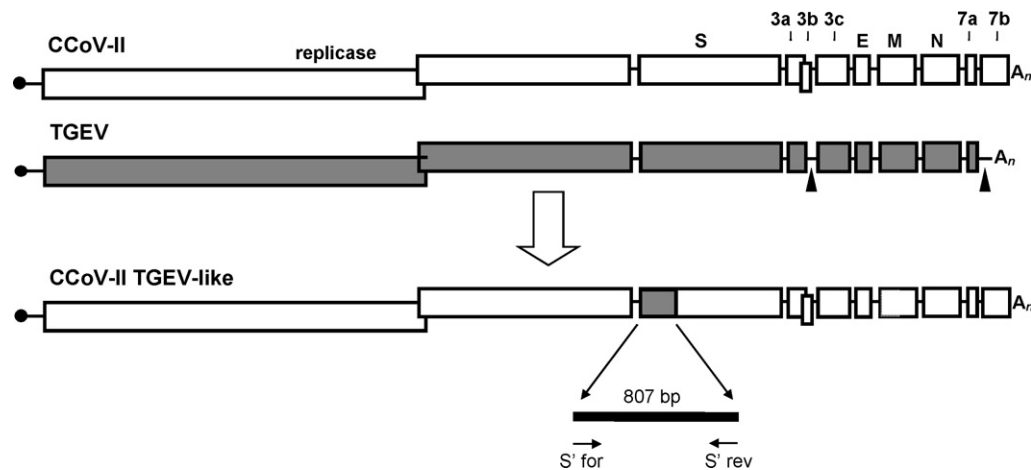 3a 3b 3c 7a 7b
CCoV-II replicase S E M N
An
TGEV
An
CCoV-II TGEV-like
An
807 bp
S' for S' rev